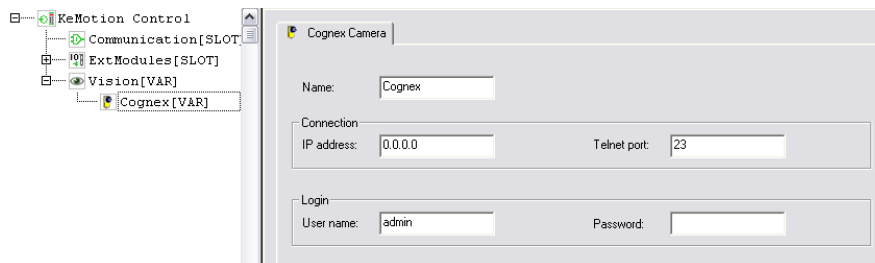 KeMotion Control
Communication[SLOT
ExtModules[SLOT]
Vision[VAR]
Cognex[VAR]
Cognex Camera
Name: Cognex
Connection
IP address: 0.0.0.0 Telnet port: 23
Login
User name: admin Password: